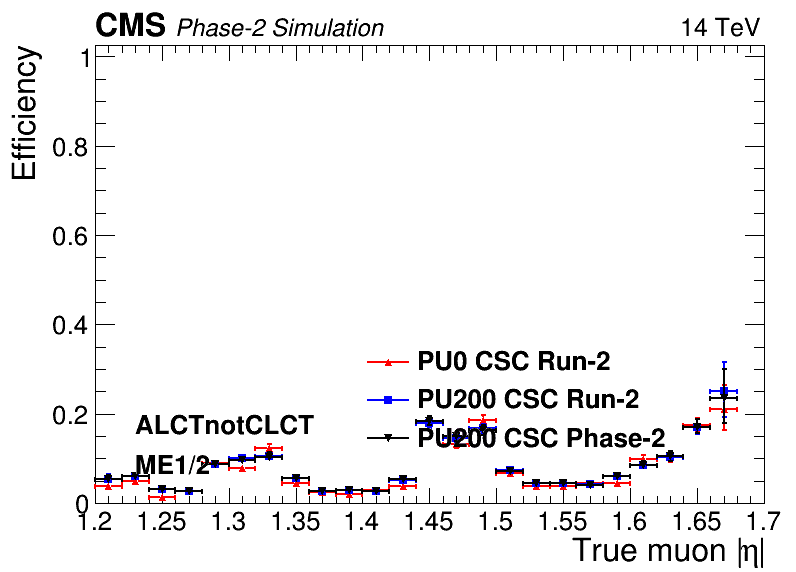 CMS Phase-2 Simulation 14 TeV
Efficiency
1
0.8
0.6
0.4
0.2
0
PU0 CSC Run-2
PU200 CSC Run-2
PU200 CSC Phase-2
ALCTnotCLCT
ME1/2
1.2 1.25 1.3 1.35 1.4 1.45 1.5 1.55 1.6 1.65 1.7
True muon |η|